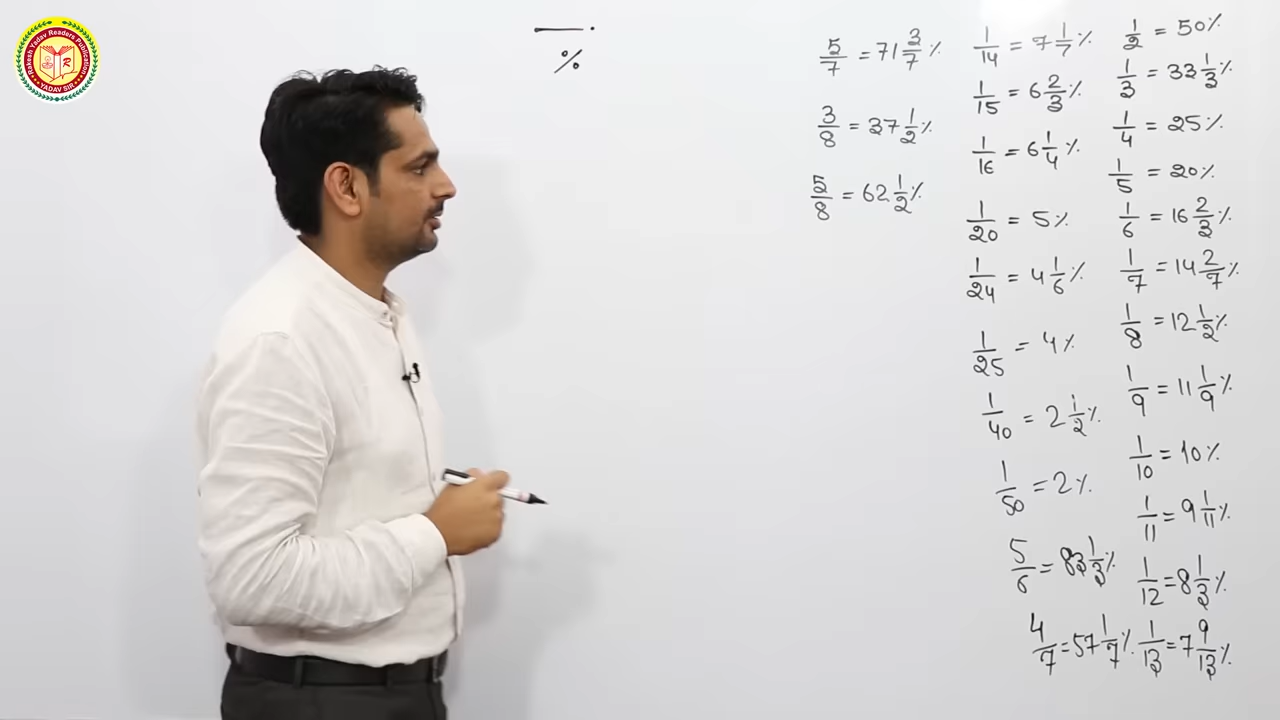 Rakesh Yadav Readers Publication
YADAV SIR
%
5/7 = 71 3/7 %
3/8 = 37 1/2 %
5/8 = 62 1/2 %
1/14 = 7 1/7 %
1/15 = 6 2/3 %
1/16 = 6 1/4 %
1/20 = 5 %
1/24 = 4 1/6 %
1/25 = 4 %
1/40 = 2 1/2 %
1/50 = 2 %
5/6 = 83 1/3 %
4/7 = 57 1/7 %
1/2 = 50 %
1/3 = 33 1/3 %
1/4 = 25 %
1/5 = 20 %
1/6 = 16 2/3 %
1/7 = 14 2/7 %
1/8 = 12 1/2 %
1/9 = 11 1/9 %
1/10 = 10 %
1/11 = 9 1/11 %
1/12 = 8 1/3 %
1/13 = 7 9/13 %